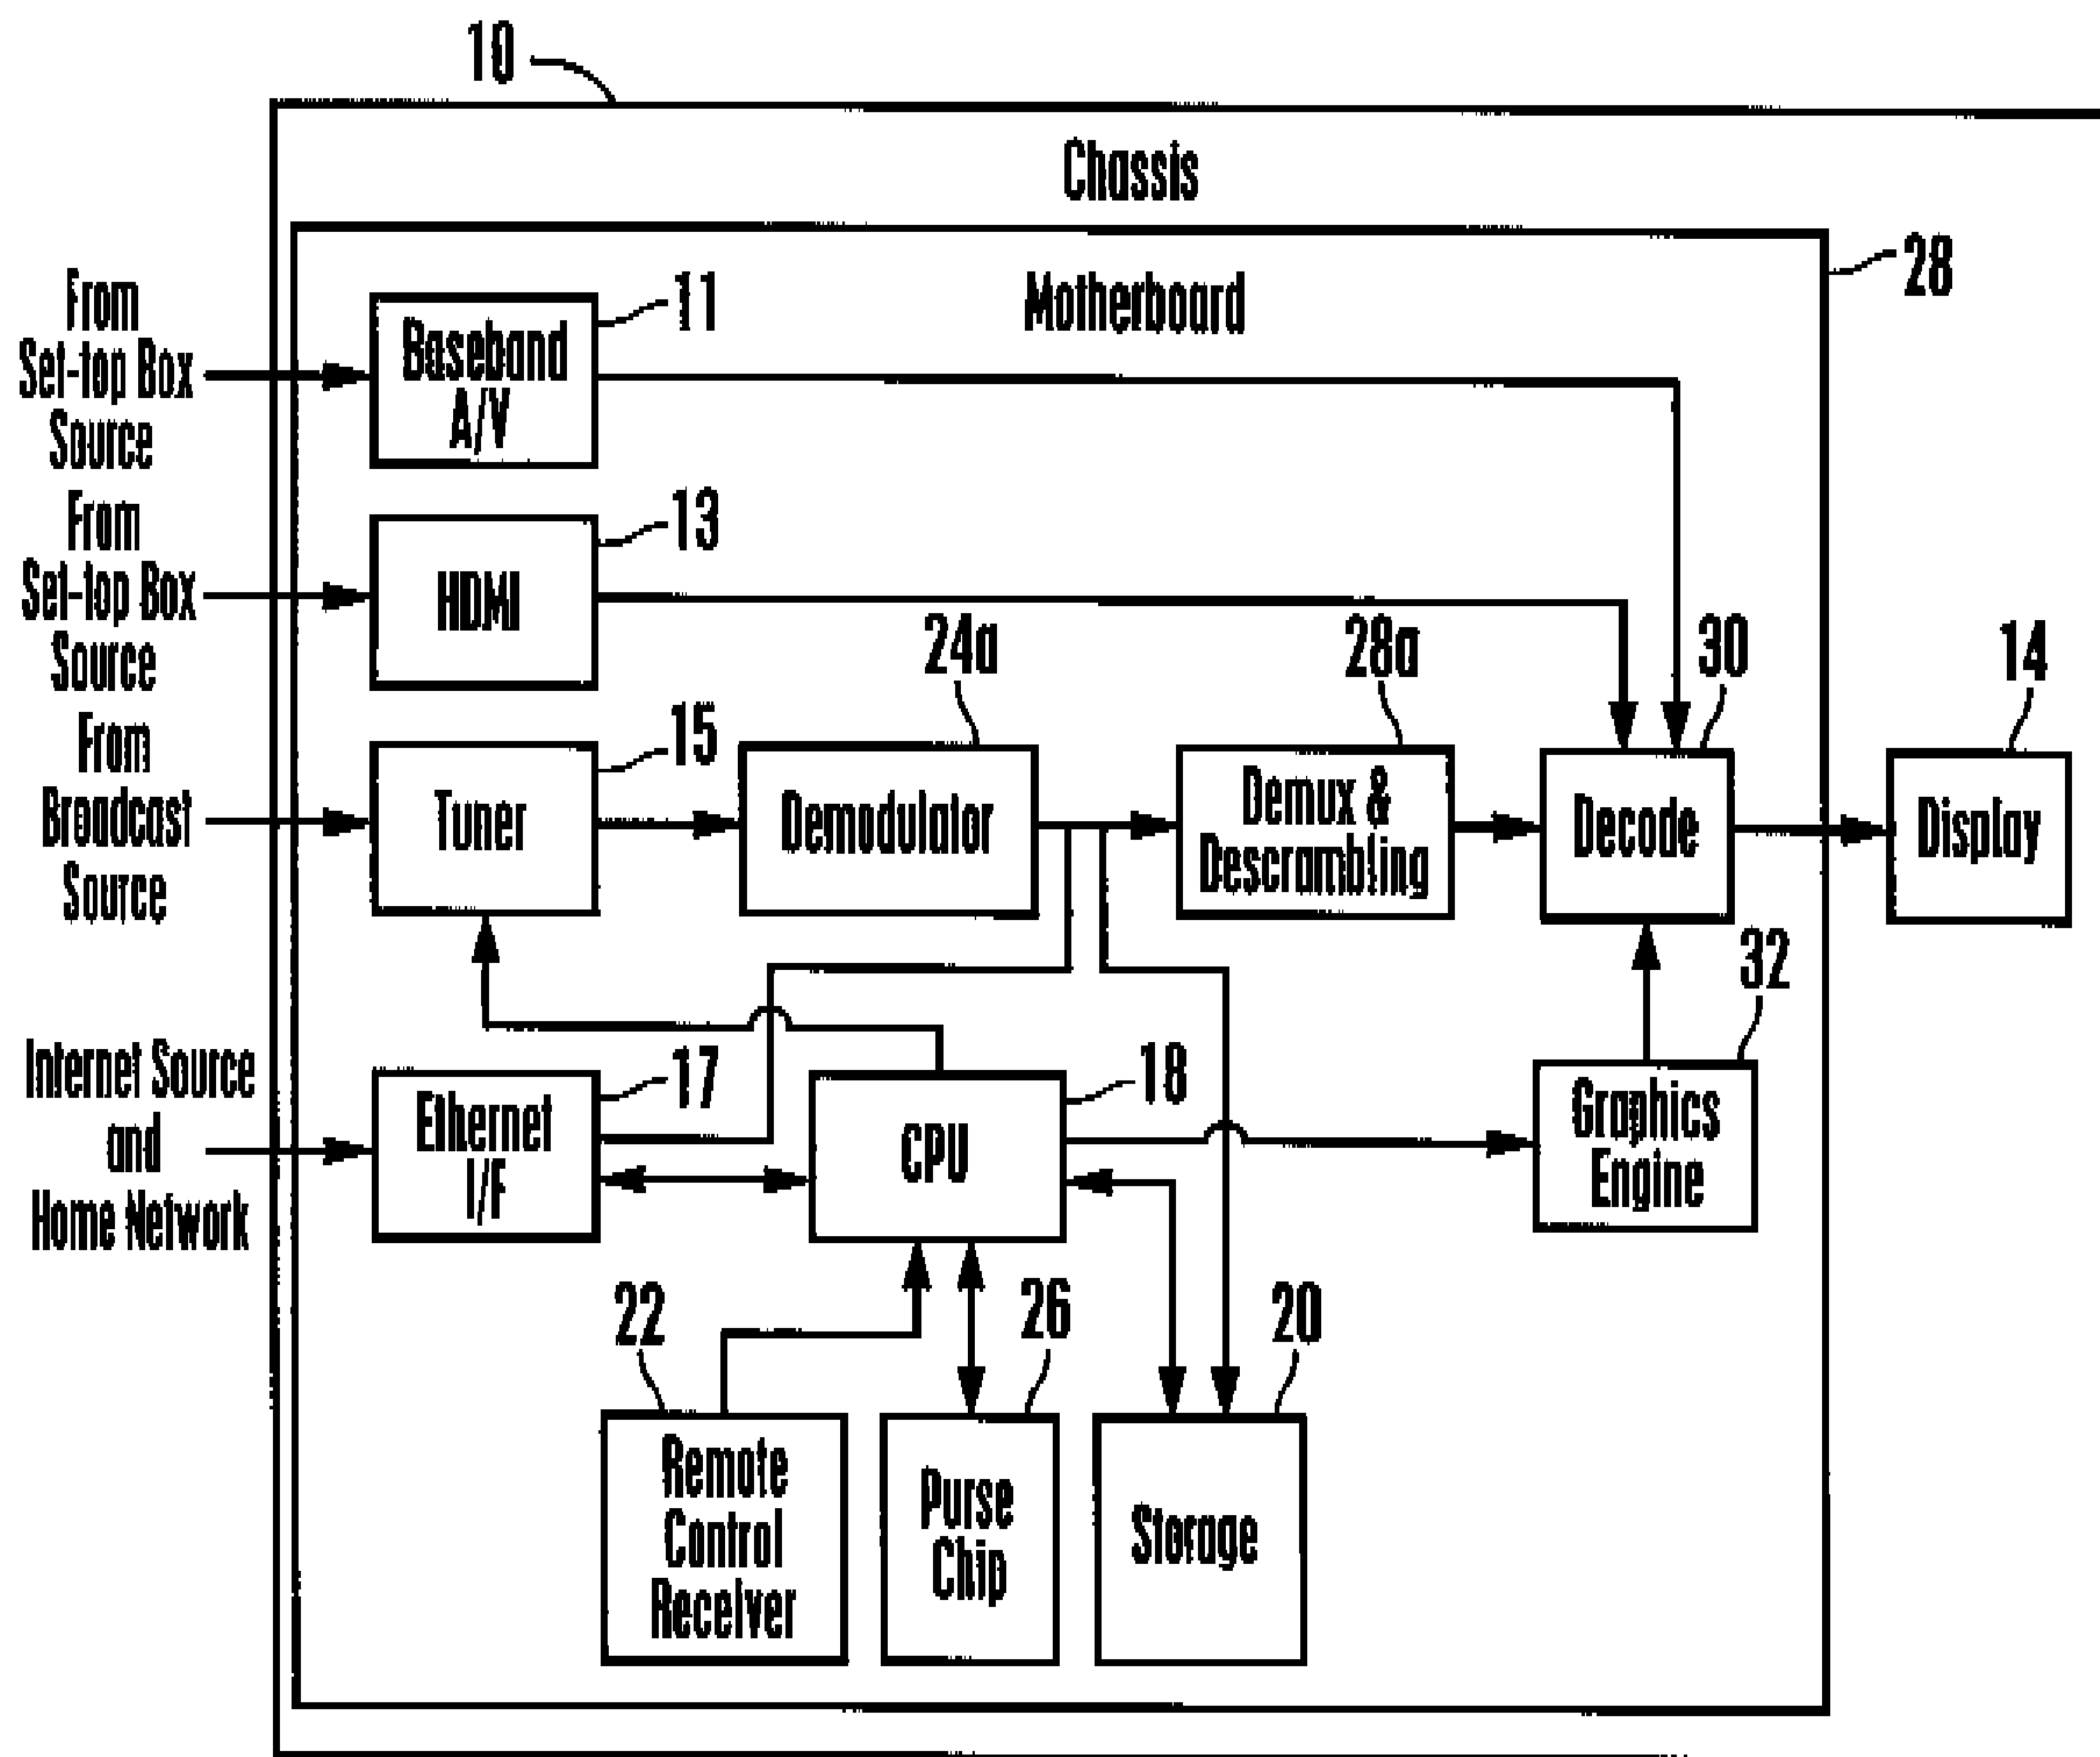 10
Chassis
28
Motherboard
From
Set-top Box
Source
11
Baseband
A/V
From
Set-top Box
Source
13
HDMI
24a
28a
30
14
From
Broadcast
Source
15
Tuner
Demodulator
Demux &
Descrambling
Decode
Display
32
Internet Source
and
Home Network
17
Ethernet
I/F
18
CPU
Graphics
Engine
22
26
20
Remote
Control
Receiver
Purse
Chip
Storage